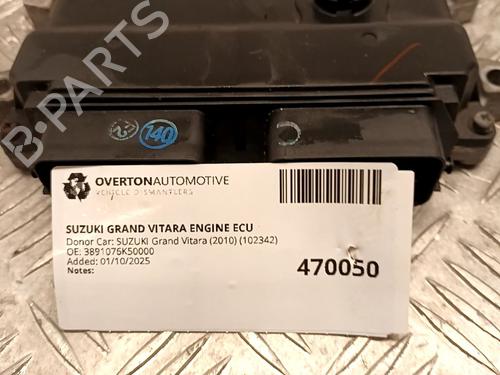 B-PARTS
140
OVERTONAUTOMOTIVE
VEHICLE DISMANTLERS
SUZUKI GRAND VITARA ENGINE ECU
Donor Car: SUZUKI Grand Vitara (2010) (102342)
OE: 3891076K50000
Added: 01/10/2025
Notes:
470050